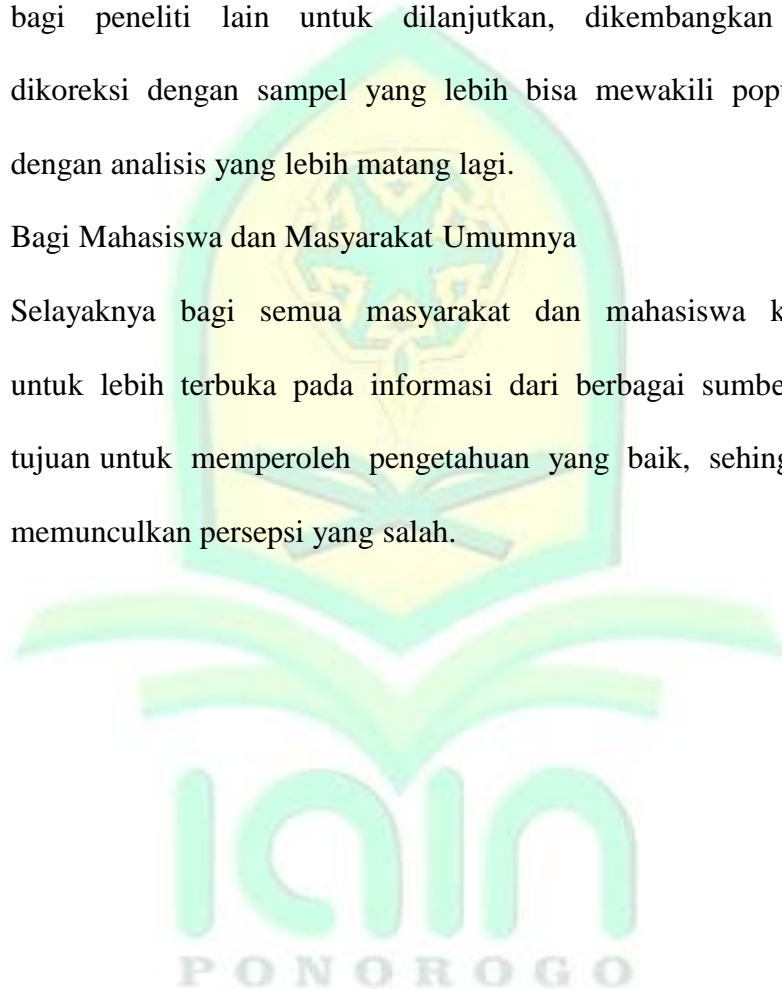 bagi peneliti lain untuk dilanjutkan, dikembangkan
dikoreksi dengan sampel yang lebih bisa mewakili
dengan analisis yang lebih matang lagi.
Bagi Mahasiswa dan Masyarakat Umumnya
Selayaknya bagi semua masyarakat dan mahasiswa
untuk lebih terbuka pada informasi dari berbagai
tujuan untuk memperoleh pengetahuan yang baik,
memunculkan persepsi yang salah.
IAIN
PONOROGO